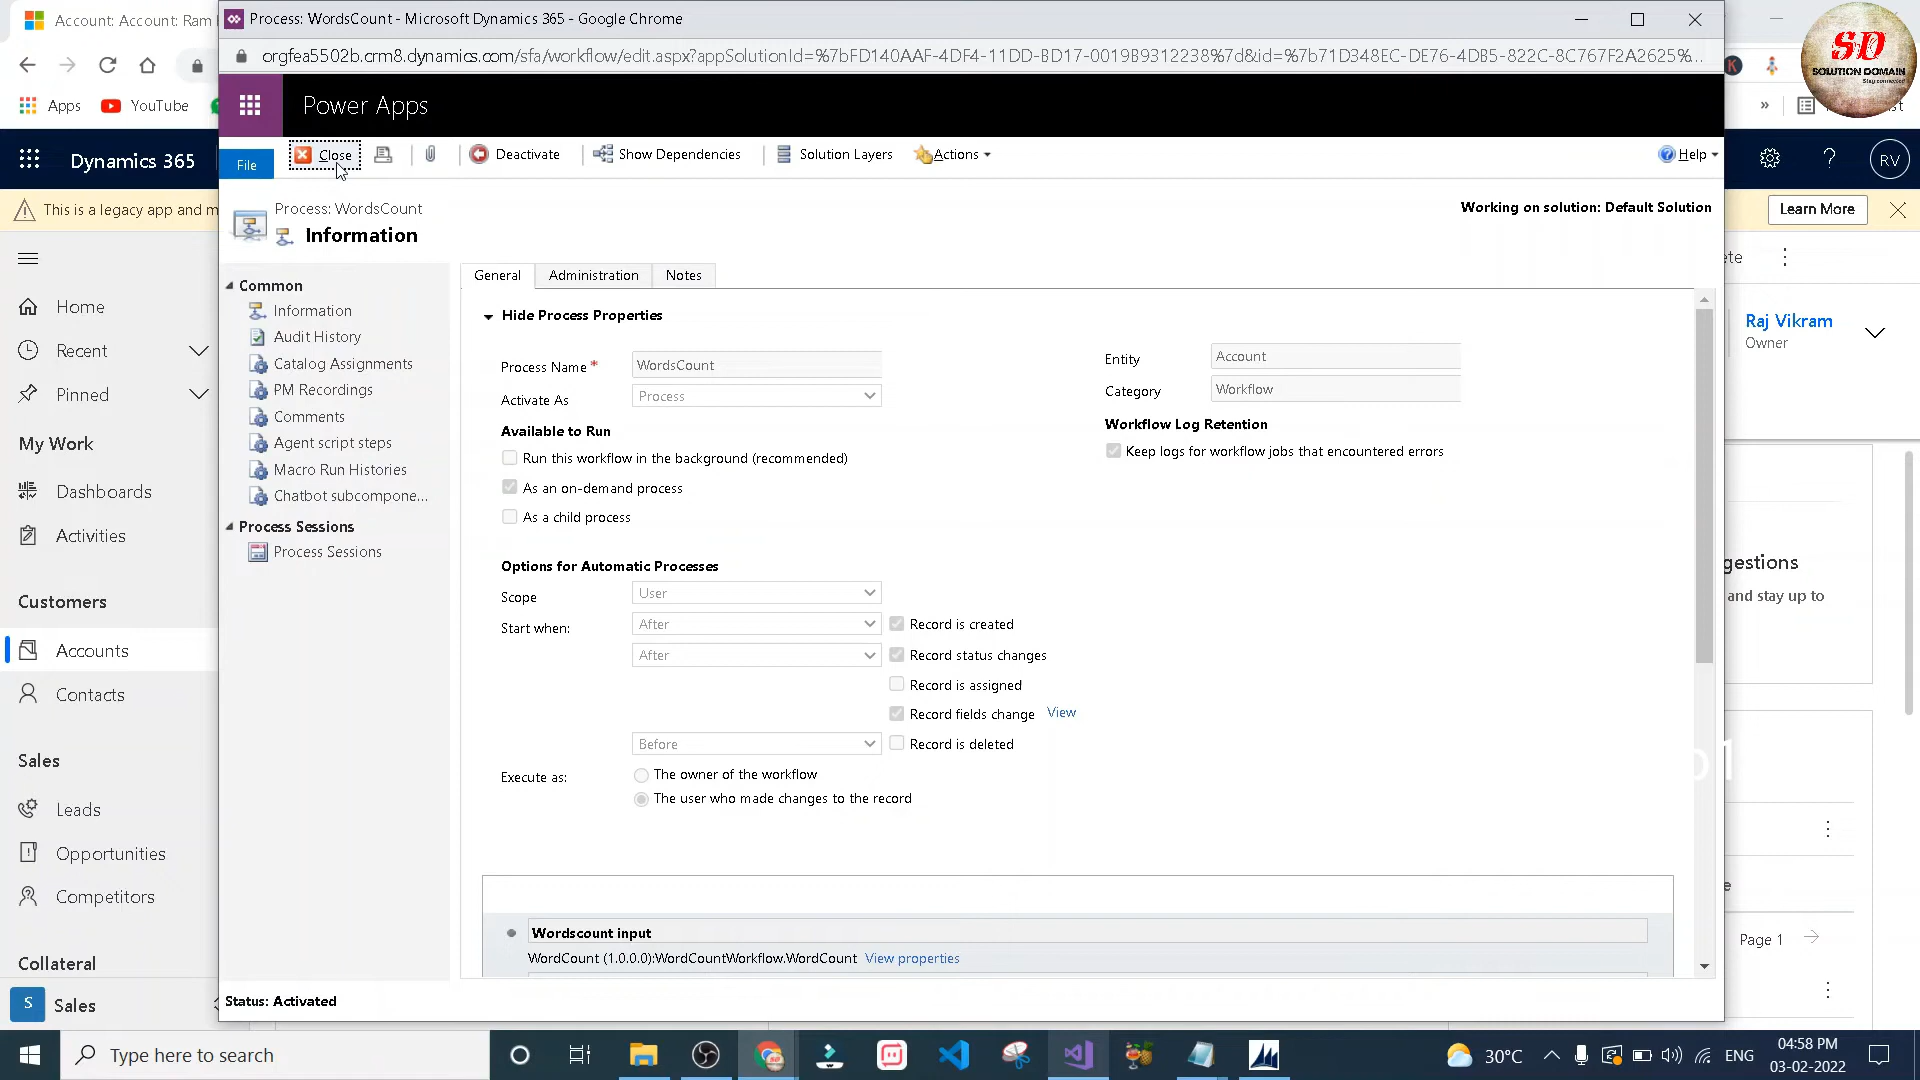 Account: Account: Ram
Process: WordsCount - Microsoft Dynamics 365 - Google Chrome
orgfea5502b.crm8.dynamics.com/sfa/workflow/edit.aspx?appSolutionId=%7bFD140AAF-4DF4-11DD-BD17-0019B9312238%7d&id=%7b71D348EC-DE76-4DB5-822C-8C767F2A2625%...
SD
SOLUTION DOMAIN
Stay connected
Apps
YouTube
»
Power Apps
Dynamics 365
File
Close
Deactivate
Show Dependencies
Solution Layers
Actions
Help
?
RV
This is a legacy app and m
Learn More
Process: WordsCount
Information
Working on solution: Default Solution
Common
Information
Audit History
Catalog Assignments
PM Recordings
Comments
Agent script steps
Macro Run Histories
Chatbot subcompone...
Process Sessions
Process Sessions
Home
Recent
Pinned
My Work
Dashboards
Activities
Customers
Accounts
Contacts
Sales
Leads
Opportunities
Competitors
Collateral
S Sales
General
Administration
Notes
Hide Process Properties
Process Name *
WordsCount
Activate As
Process
Available to Run
Run this workflow in the background (recommended)
As an on-demand process
As a child process
Entity
Account
Category
Workflow
Workflow Log Retention
Keep logs for workflow jobs that encountered errors
Options for Automatic Processes
Scope
User
Start when:
After
Record is created
After
Record status changes
Record is assigned
Record fields change View
Before
Record is deleted
Execute as:
The owner of the workflow
The user who made changes to the record
Wordscount input
WordCount (1.0.0.0):WordCountWorkflow.WordCount View properties
Status: Activated
ete
Raj Vikram
Owner
gestions
and stay up to
Page 1
Type here to search
30°C
ENG
04:58 PM
03-02-2022